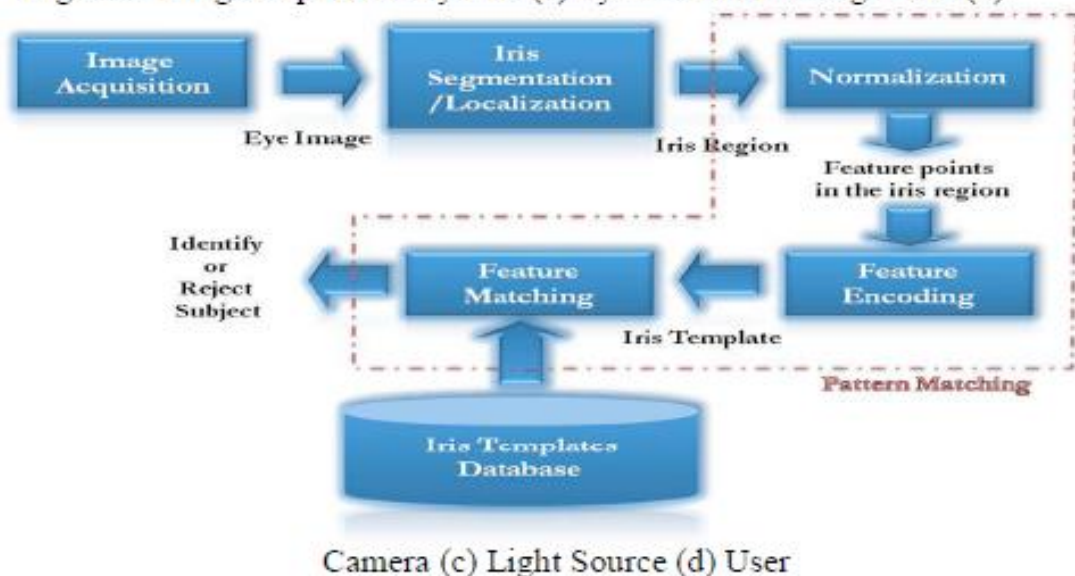 Image
Acquisition
Eye Image
Iris
Segmentation
/Localization
Iris Region
Normalization
Feature points
in the iris region
Feature
Encoding
Iris Template
Feature
Matching
Identify
or
Reject
Subject
Pattern Matching
Iris Templates
Database
Camera (c) Light Source (d) User